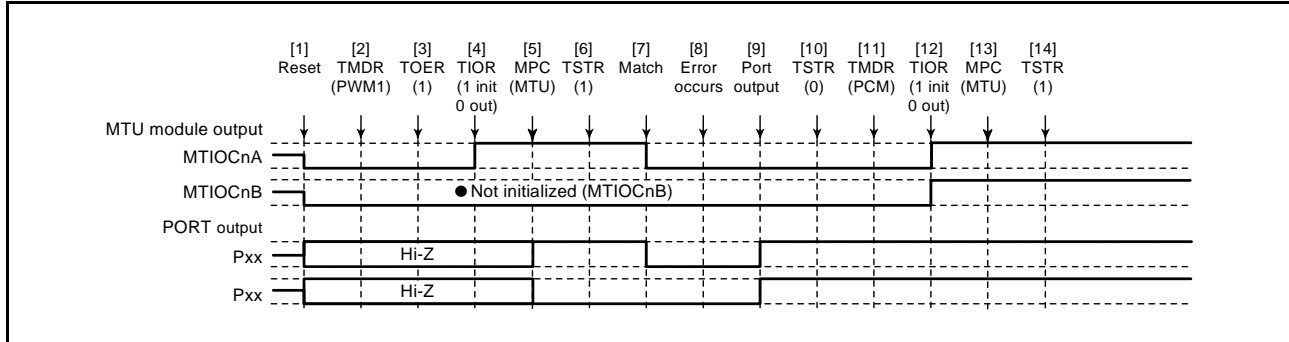 [1] [2] [3] [4] [5] [6] [7] [8] [9] [10] [11] [12] [13] [14]
Reset TMDR TOER TIOR MPC TSTR Match Error Port TSTR TMDR TIOR MPC TSTR
(PWM1) (1) (1 init (MTU) (1) occurs output (0) (PCM) (1 init (MTU) (1)
0 out) 0 out)
MTU module output
MTIOCnA
MTIOCnB
Not initialized (MTIOCnB)
PORT output
Pxx
Hi-Z
Pxx
Hi-Z